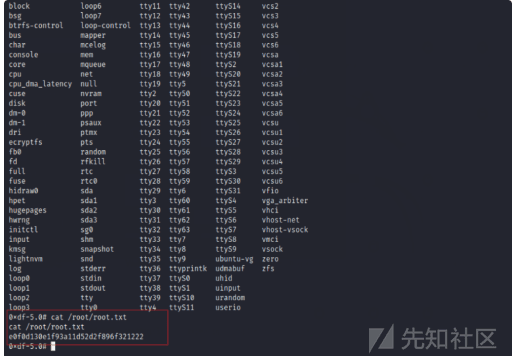 block loop6 tty11 tty42 ttyS14 vcs2
bsg loop7 tty12 tty43 ttyS15 vcs3
btrfs-control loop-control tty13 tty44 ttyS16 vcs4
bus mapper tty14 tty45 ttyS17 vcs5
char mcelog tty15 tty46 ttyS18 vcs6
console mem tty16 tty47 ttyS19 vcsa
core mqueue tty17 tty48 ttyS2 vcsa1
cpu net tty18 tty49 ttyS20 vcsa2
cpu_dma_latency null tty19 tty5 ttyS21 vcsa3
cuse nvram tty2 tty50 ttyS22 vcsa4
disk port tty20 tty51 ttyS23 vcsa5
dm-0 ppp tty21 tty52 ttyS24 vcsa6
dm-1 psaux tty22 tty53 ttyS25 vcsu
dri ptmx tty23 tty54 ttyS26 vcsu1
ecryptfs pts tty24 tty55 ttyS27 vcsu2
fb0 random tty25 tty56 ttyS28 vcsu3
fd rfkill tty26 tty57 ttyS29 vcsu4
full rtc tty27 tty58 ttyS3 vcsu5
fuse rtc0 tty28 tty59 ttyS30 vcsu6
hidraw0 sda tty29 tty6 ttyS31 vfio
hpet sda1 tty3 tty60 ttyS4 vga_arbiter
hugepages sda2 tty30 tty61 ttyS5 vhci
hwrng sda3 tty31 tty62 ttyS6 vhost-net
initctl sg0 tty32 tty63 ttyS7 vhost-vsock
input shm tty33 tty7 ttyS8 vmci
kmsg snapshot tty34 tty8 ttyS9 vsock
lightnvm snd tty35 tty9 ubuntu-vg zero
log stderr tty36 ttyprintk udmabuf zfs
loop0 stdin tty37 ttyS0 uhid
loop1 stdout tty38 ttyS1 uinput
loop2 tty tty39 ttyS10 urandom
loop3 tty0 tty4 ttyS11 userio
0×df-5.0# cat /root/root.txt
cat /root/root.txt
e0f0d130e1f93a11d52d2f896f321222
0×df-5.0#
先知社区